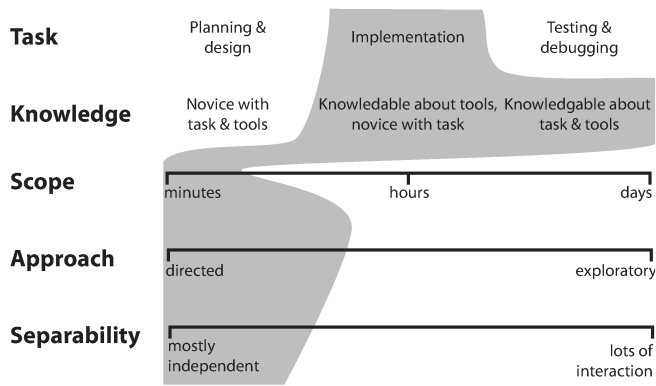 Task
Planning &
design
Implementation
Testing &
debugging
Knowledge
Novice with
task & tools
Knowledable about tools,
novice with task
Knowledgable about
task & tools
Scope
minutes
hours
days
Approach
directed
exploratory
Separability
mostly
independent
lots of
interaction